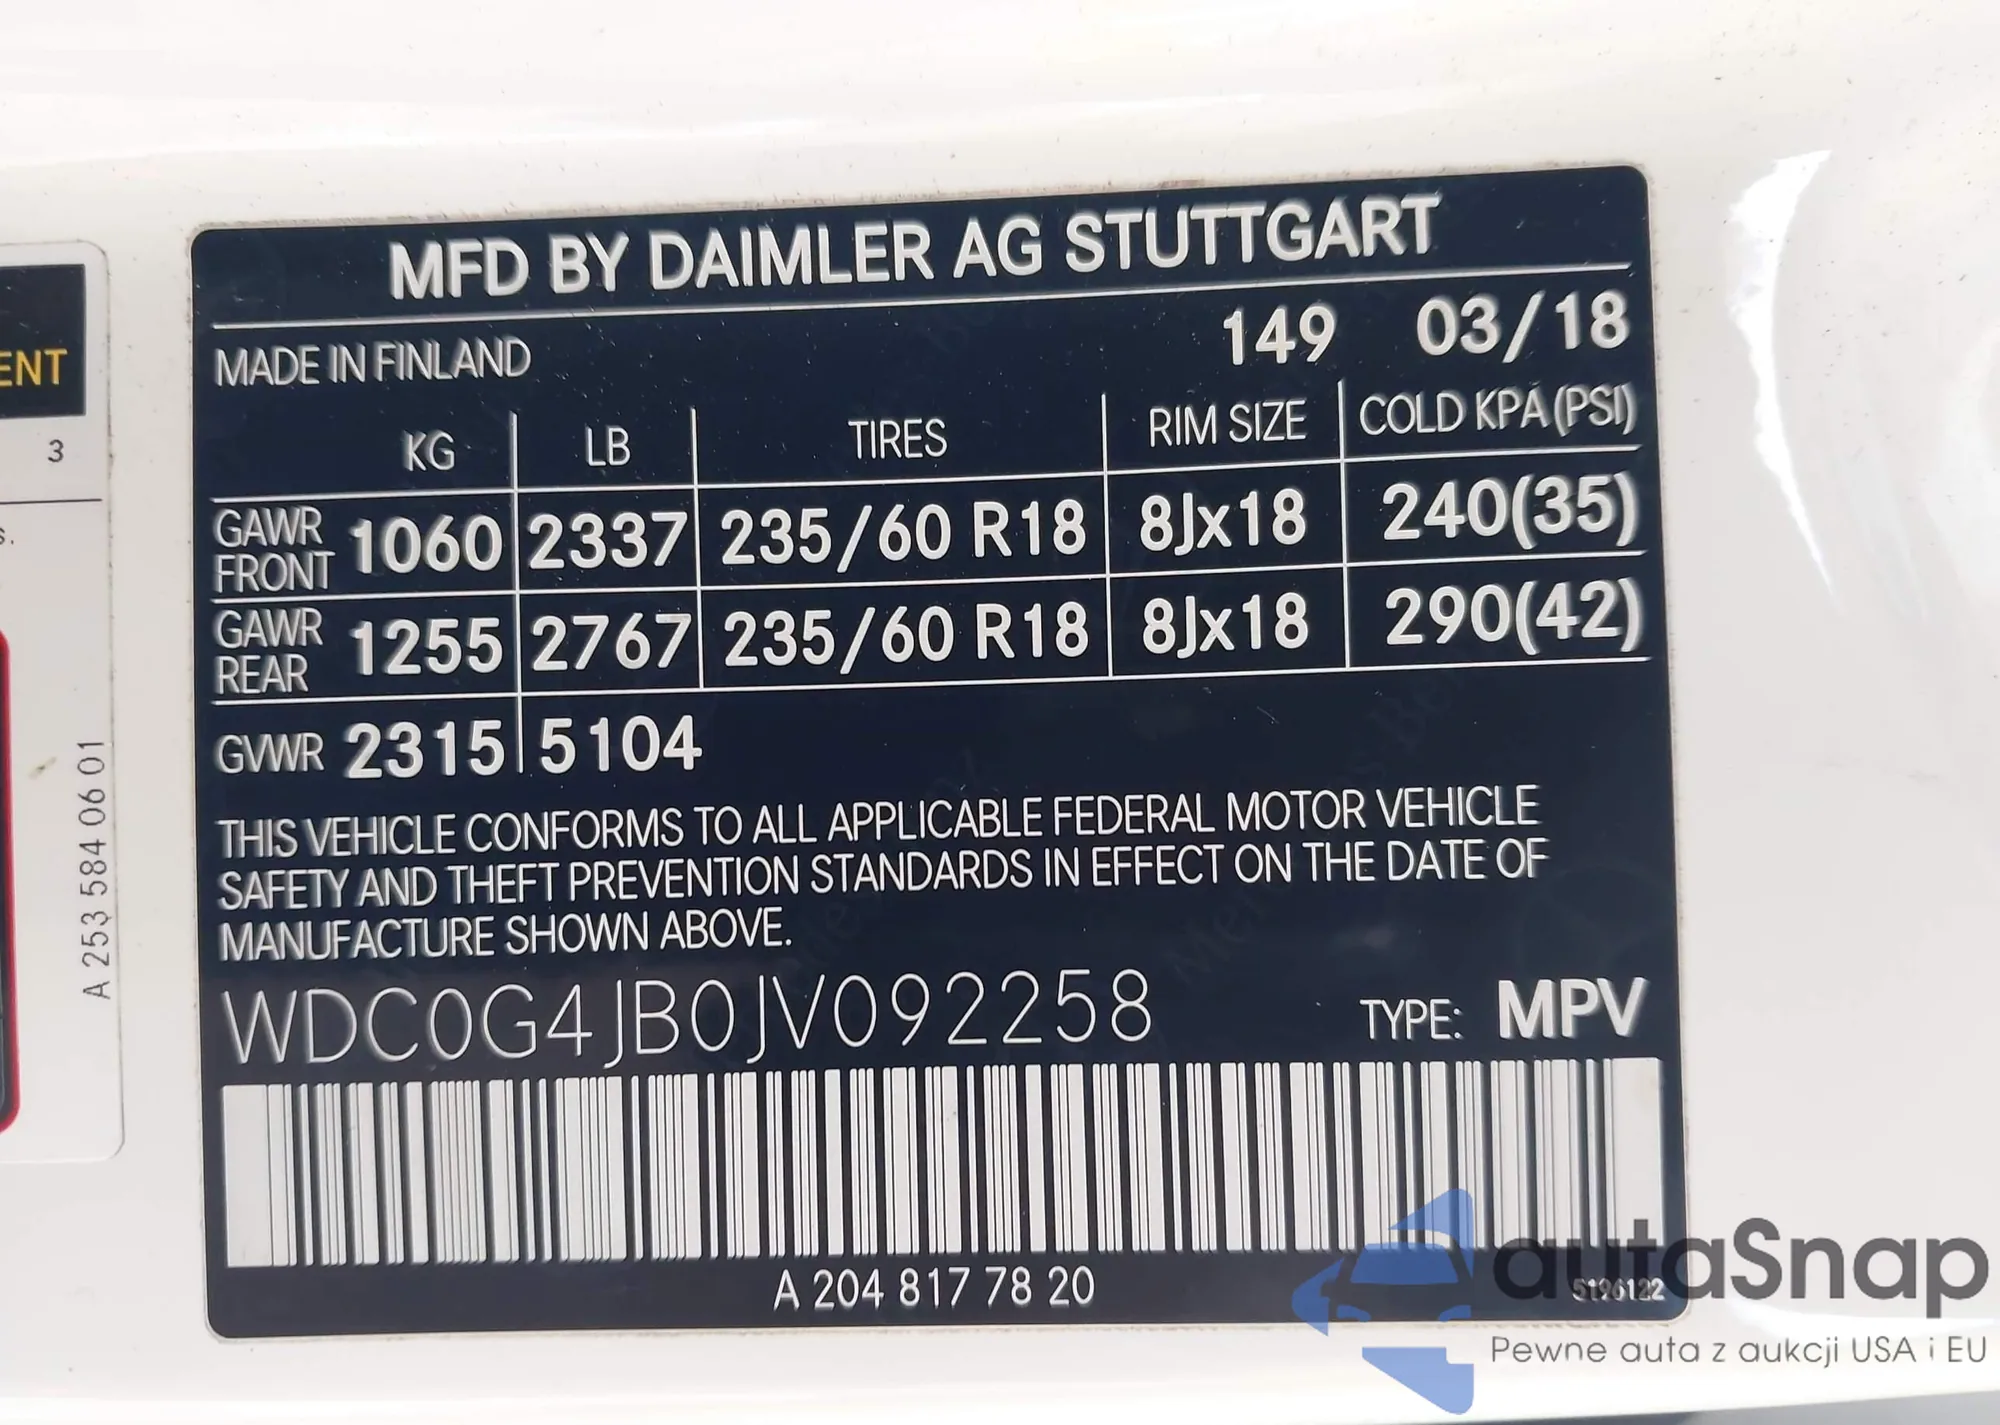 ENT
3
s.
A 253 584 06 01
MFD BY DAIMLER AG STUTTGART
MADE IN FINLAND 149 03/18
KG LB TIRES RIM SIZE COLD KPA (PSI)
GAWR FRONT 1060 2337 235/60 R18 8Jx18 240(35)
GAWR REAR 1255 2767 235/60 R18 8Jx18 290(42)
GVWR 2315 5104
THIS VEHICLE CONFORMS TO ALL APPLICABLE FEDERAL MOTOR VEHICLE
SAFETY AND THEFT PREVENTION STANDARDS IN EFFECT ON THE DATE OF
MANUFACTURE SHOWN ABOVE.
WDC0G4JB0JV092258 TYPE: MPV
A 204 817 78 20
5196122
autaSnap
Pewne auta z aukcji USA i EU